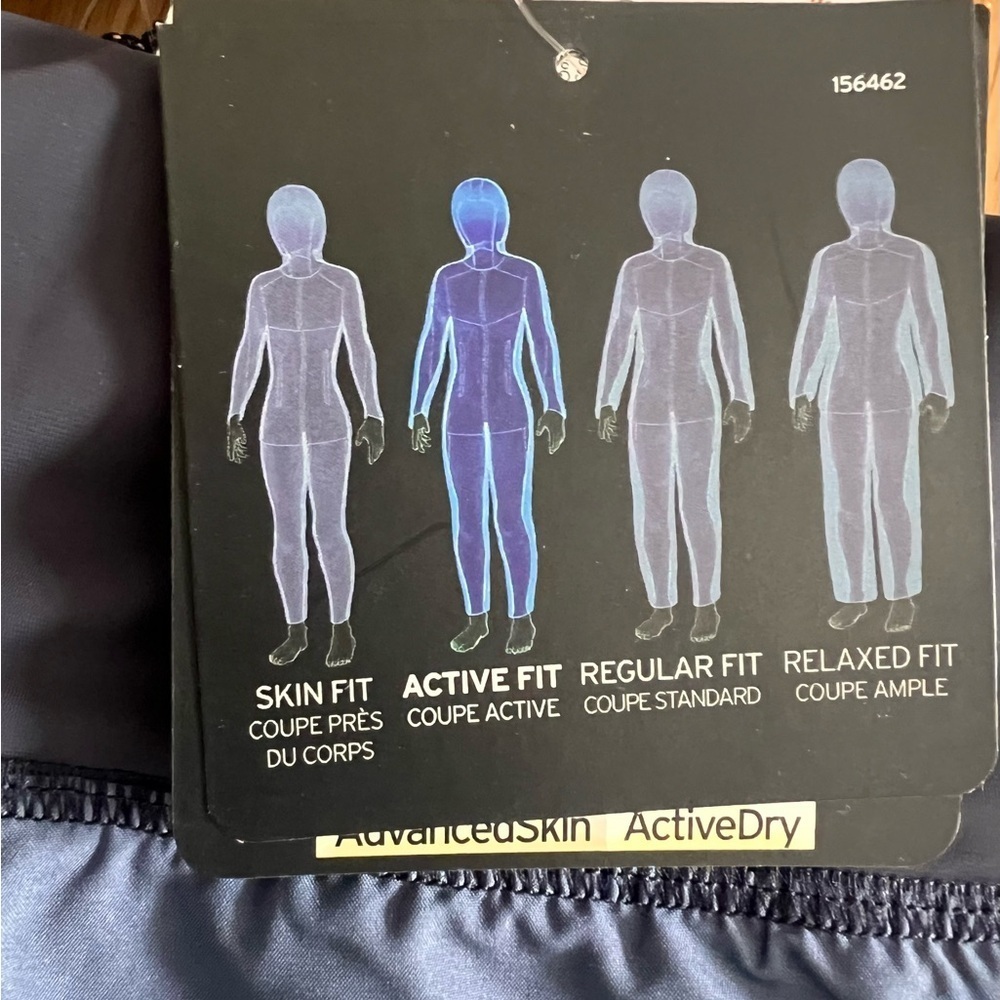 156462
SKIN FIT
COUPE PRÈS
DU CORPS
ACTIVE FIT
COUPE ACTIVE
REGULAR FIT
COUPE STANDARD
RELAXED FIT
COUPE AMPLE
AdvancedSkin ActiveDry